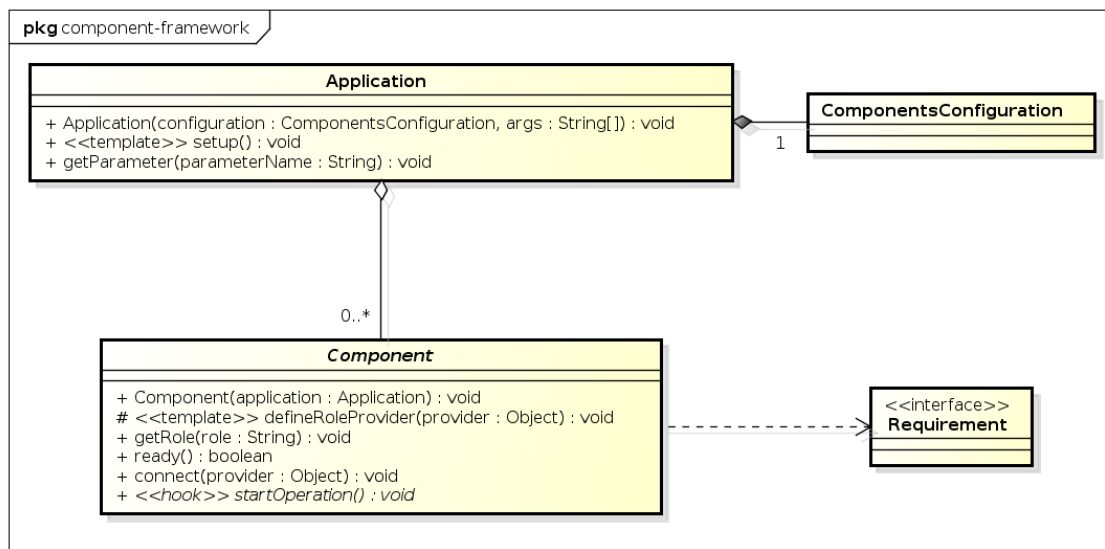 pkg component-framework
Application
+ Application(configuration : ComponentsConfiguration, args : String[]) : void
+ <<template>> setup() : void
+ getParameter(parameterName : String) : void
ComponentsConfiguration
1
0..*
Component
+ Component(application : Application) : void
# <<template>> defineRoleProvider(provider : Object) : void
+ getRole(role : String) : void
+ ready() : boolean
+ connect(provider : Object) : void
+ <<hook>> startOperation() : void
<<interface>>
Requirement